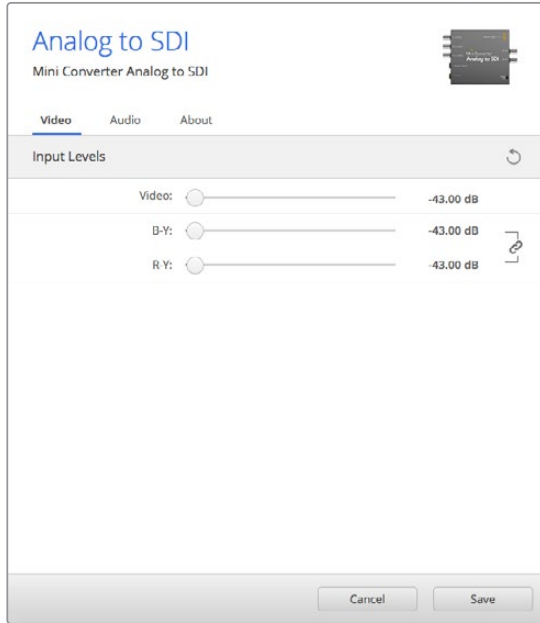 Analog to SDI
Mini Converter Analog to SDI
Video Audio About
Input Levels
Video: -43.00 dB
B-Y: -43.00 dB
R-Y: -43.00 dB
Cancel Save